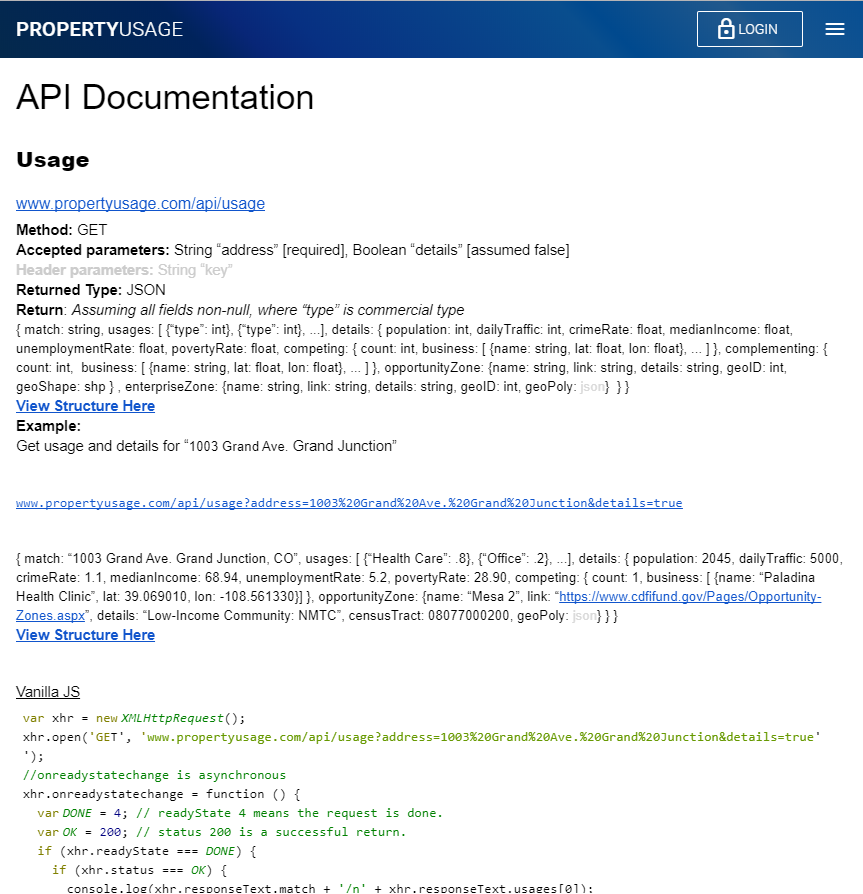 PROPERTYUSAGE
LOGIN
API Documentation
Usage
www.propertyusage.com/api/usage
Method: GET
Accepted parameters: String “address” [required], Boolean “details” [assumed false]
Header parameters: String “key”
Returned Type: JSON
Return: Assuming all fields non-null, where “type” is commercial type
{ match: string, usages: [ {“type”: int}, {“type”: int}, ...], details: { population: int, dailyTraffic: int, crimeRate: float, medianIncome: float,
unemploymentRate: float, povertyRate: float, competing: { count: int, business: [ {name: string, lat: float, lon: float}, ... ] }, complementing: {
count: int,  business: [ {name: string, lat: float, lon: float}, ... ] }, opportunityZone: {name: string, link: string, details: string, geoID: int,
geoShape: shp } , enterpriseZone: {name: string, link: string, details: string, geoID: int, geoPoly: json}  } }
View Structure Here
Example:
Get usage and details for “1003 Grand Ave. Grand Junction”
www.propertyusage.com/api/usage?address=1003%20Grand%20Ave.%20Grand%20Junction&details=true
{ match: “1003 Grand Ave. Grand Junction, CO”, usages: [ {“Health Care”: .8}, {“Office”: .2}, ...], details: { population: 2045, dailyTraffic: 5000,
crimeRate: 1.1, medianIncome: 68.94, unemploymentRate: 5.2, povertyRate: 28.90, competing: { count: 1, business: [ {name: “Paladina
Health Clinic”, lat: 39.069010, lon: -108.561330}] }, opportunityZone: {name: “Mesa 2”, link: “https://www.cdfifund.gov/Pages/Opportunity-
Zones.aspx”, details: “Low-Income Community: NMTC”, censusTract: 08077000200, geoPoly: json} } }
View Structure Here
Vanilla JS
var xhr = new XMLHttpRequest();
xhr.open('GET', 'www.propertyusage.com/api/usage?address=1003%20Grand%20Ave.%20Grand%20Junction&details=true'
');
//onreadystatechange is asynchronous
xhr.onreadystatechange = function () {
var DONE = 4; // readyState 4 means the request is done.
var OK = 200; // status 200 is a successful return.
if (xhr.readyState === DONE) {
if (xhr.status === OK) {
console.log(xhr.responseText.match + '/n' + xhr.responseText.usages[0]);